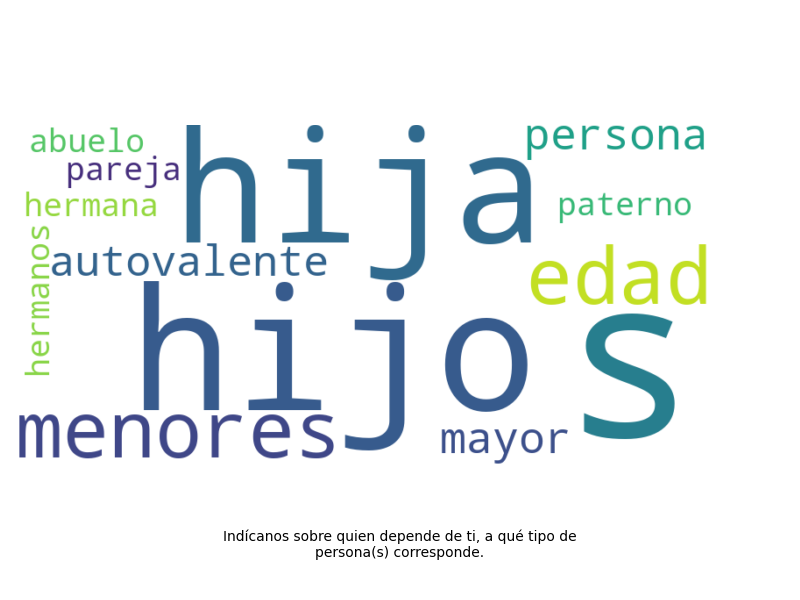 abuelo
pareja
hija
persona
hermana
paterno
hermanos
autovalente
edad
hijo
s
menores
mayor
Indícanos sobre quien depende de ti, a qué tipo de
persona(s) corresponde.